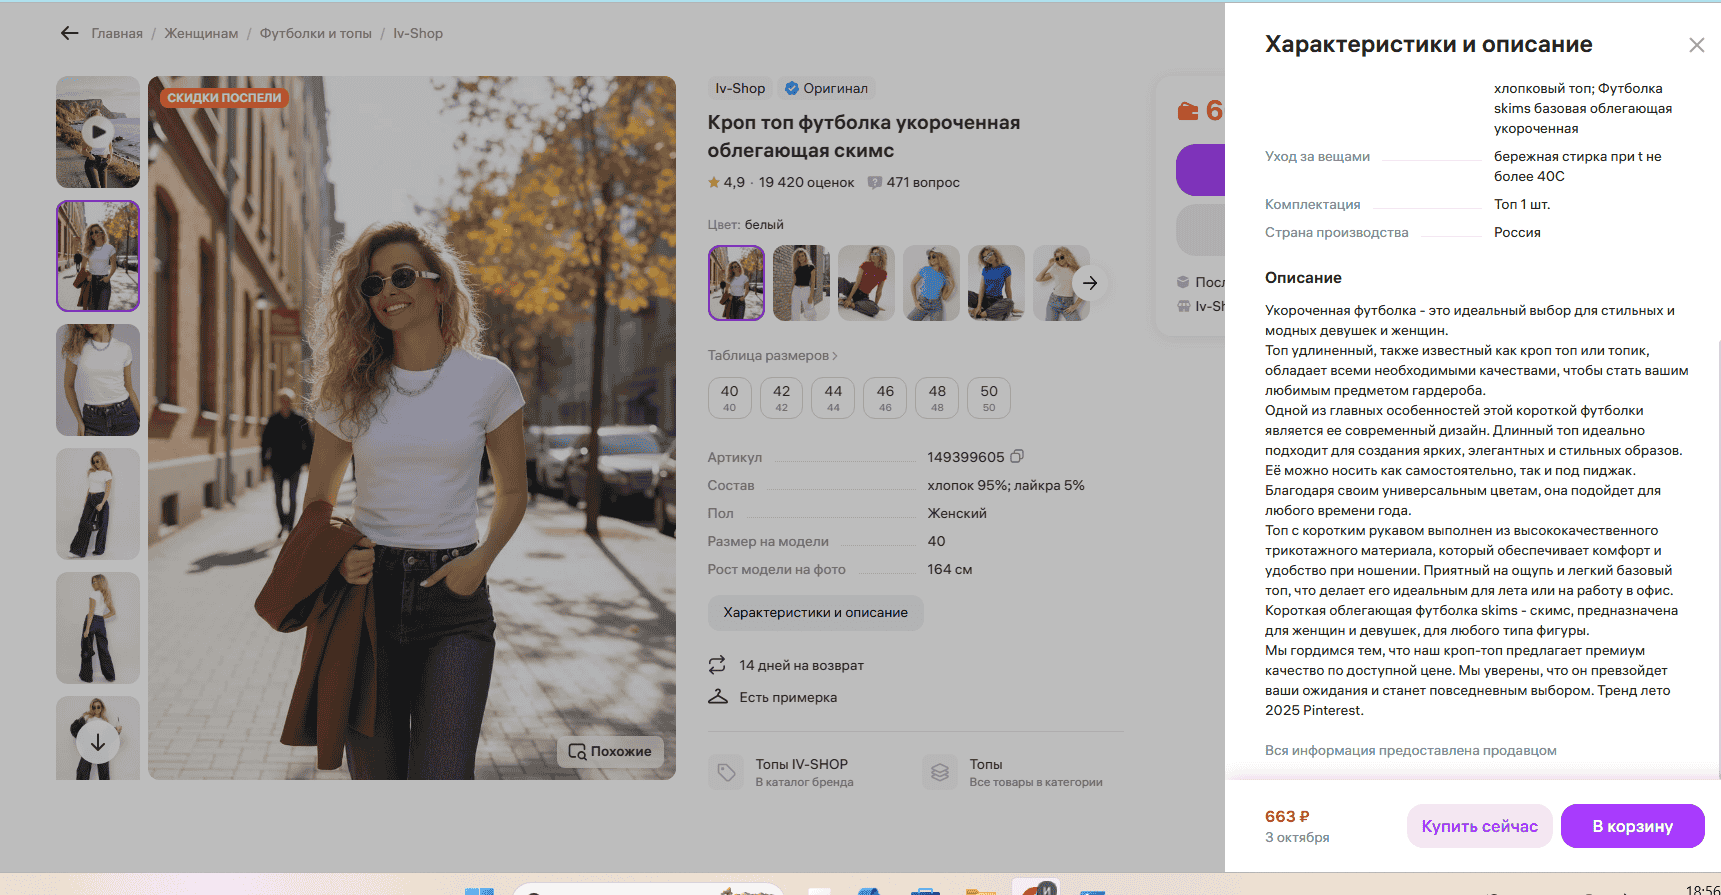 Главная / Женщинам / Футболки и топы / Iv-Shop
СКИДКИ ПОСПЕЛИ
Похожие
Iv-Shop
Оригинал
Кроп топ футболка укороченная
облегающая скимс
4,9 · 19 420 оценок
471 вопрос
Цвет: белый
Таблица размеров
40 42 44 46 48 50
40 42 44 46 48 50
Артикул 149399605
Состав хлопок 95%; лайкра 5%
Пол Женский
Размер на модели 40
Рост модели на фото 164 см
Характеристики и описание
14 дней на возврат
Есть примерка
Топы IV-SHOP
В каталог бренда
Топы
Все товары в категории
6
Посл
Iv-Sh
Характеристики и описание
хлопковый топ; Футболка
skims базовая облегающая
укороченная
Уход за вещами бережная стирка при t не
более 40С
Комплектация Топ 1 шт.
Страна производства Россия
Описание
Укороченная футболка - это идеальный выбор для стильных и
модных девушек и женщин.
Топ удлиненный, также известный как кроп топ или топик,
обладает всеми необходимыми качествами, чтобы стать вашим
любимым предметом гардероба.
Одной из главных особенностей этой короткой футболки
является ее современный дизайн. Длинный топ идеально
подходит для создания ярких, элегантных и стильных образов.
Её можно носить как самостоятельно, так и под пиджак.
Благодаря своим универсальным цветам, она подойдет для
любого времени года.
Топ с коротким рукавом выполнен из высококачественного
трикотажного материала, который обеспечивает комфорт и
удобство при ношении. Приятный на ощупь и легкий базовый
топ, что делает его идеальным для лета или на работу в офис.
Короткая облегающая футболка skims - скимс, предназначена
для женщин и девушек, для любого типа фигуры.
Мы гордимся тем, что наш кроп-топ предлагает премиум
качество по доступной цене. Мы уверены, что он превзойдет
ваши ожидания и станет повседневным выбором. Тренд лето
2025 Pinterest.
Вся информация предоставлена продавцом
663 ₽
3 октября
Купить сейчас
В корзину
18:56